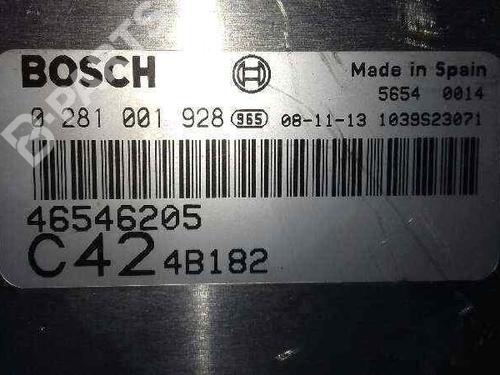 BOSCH
Made in Spain
5654 0014
0 281 001 928 965 08-11-13 1039S23071
46546205
C42 4B182